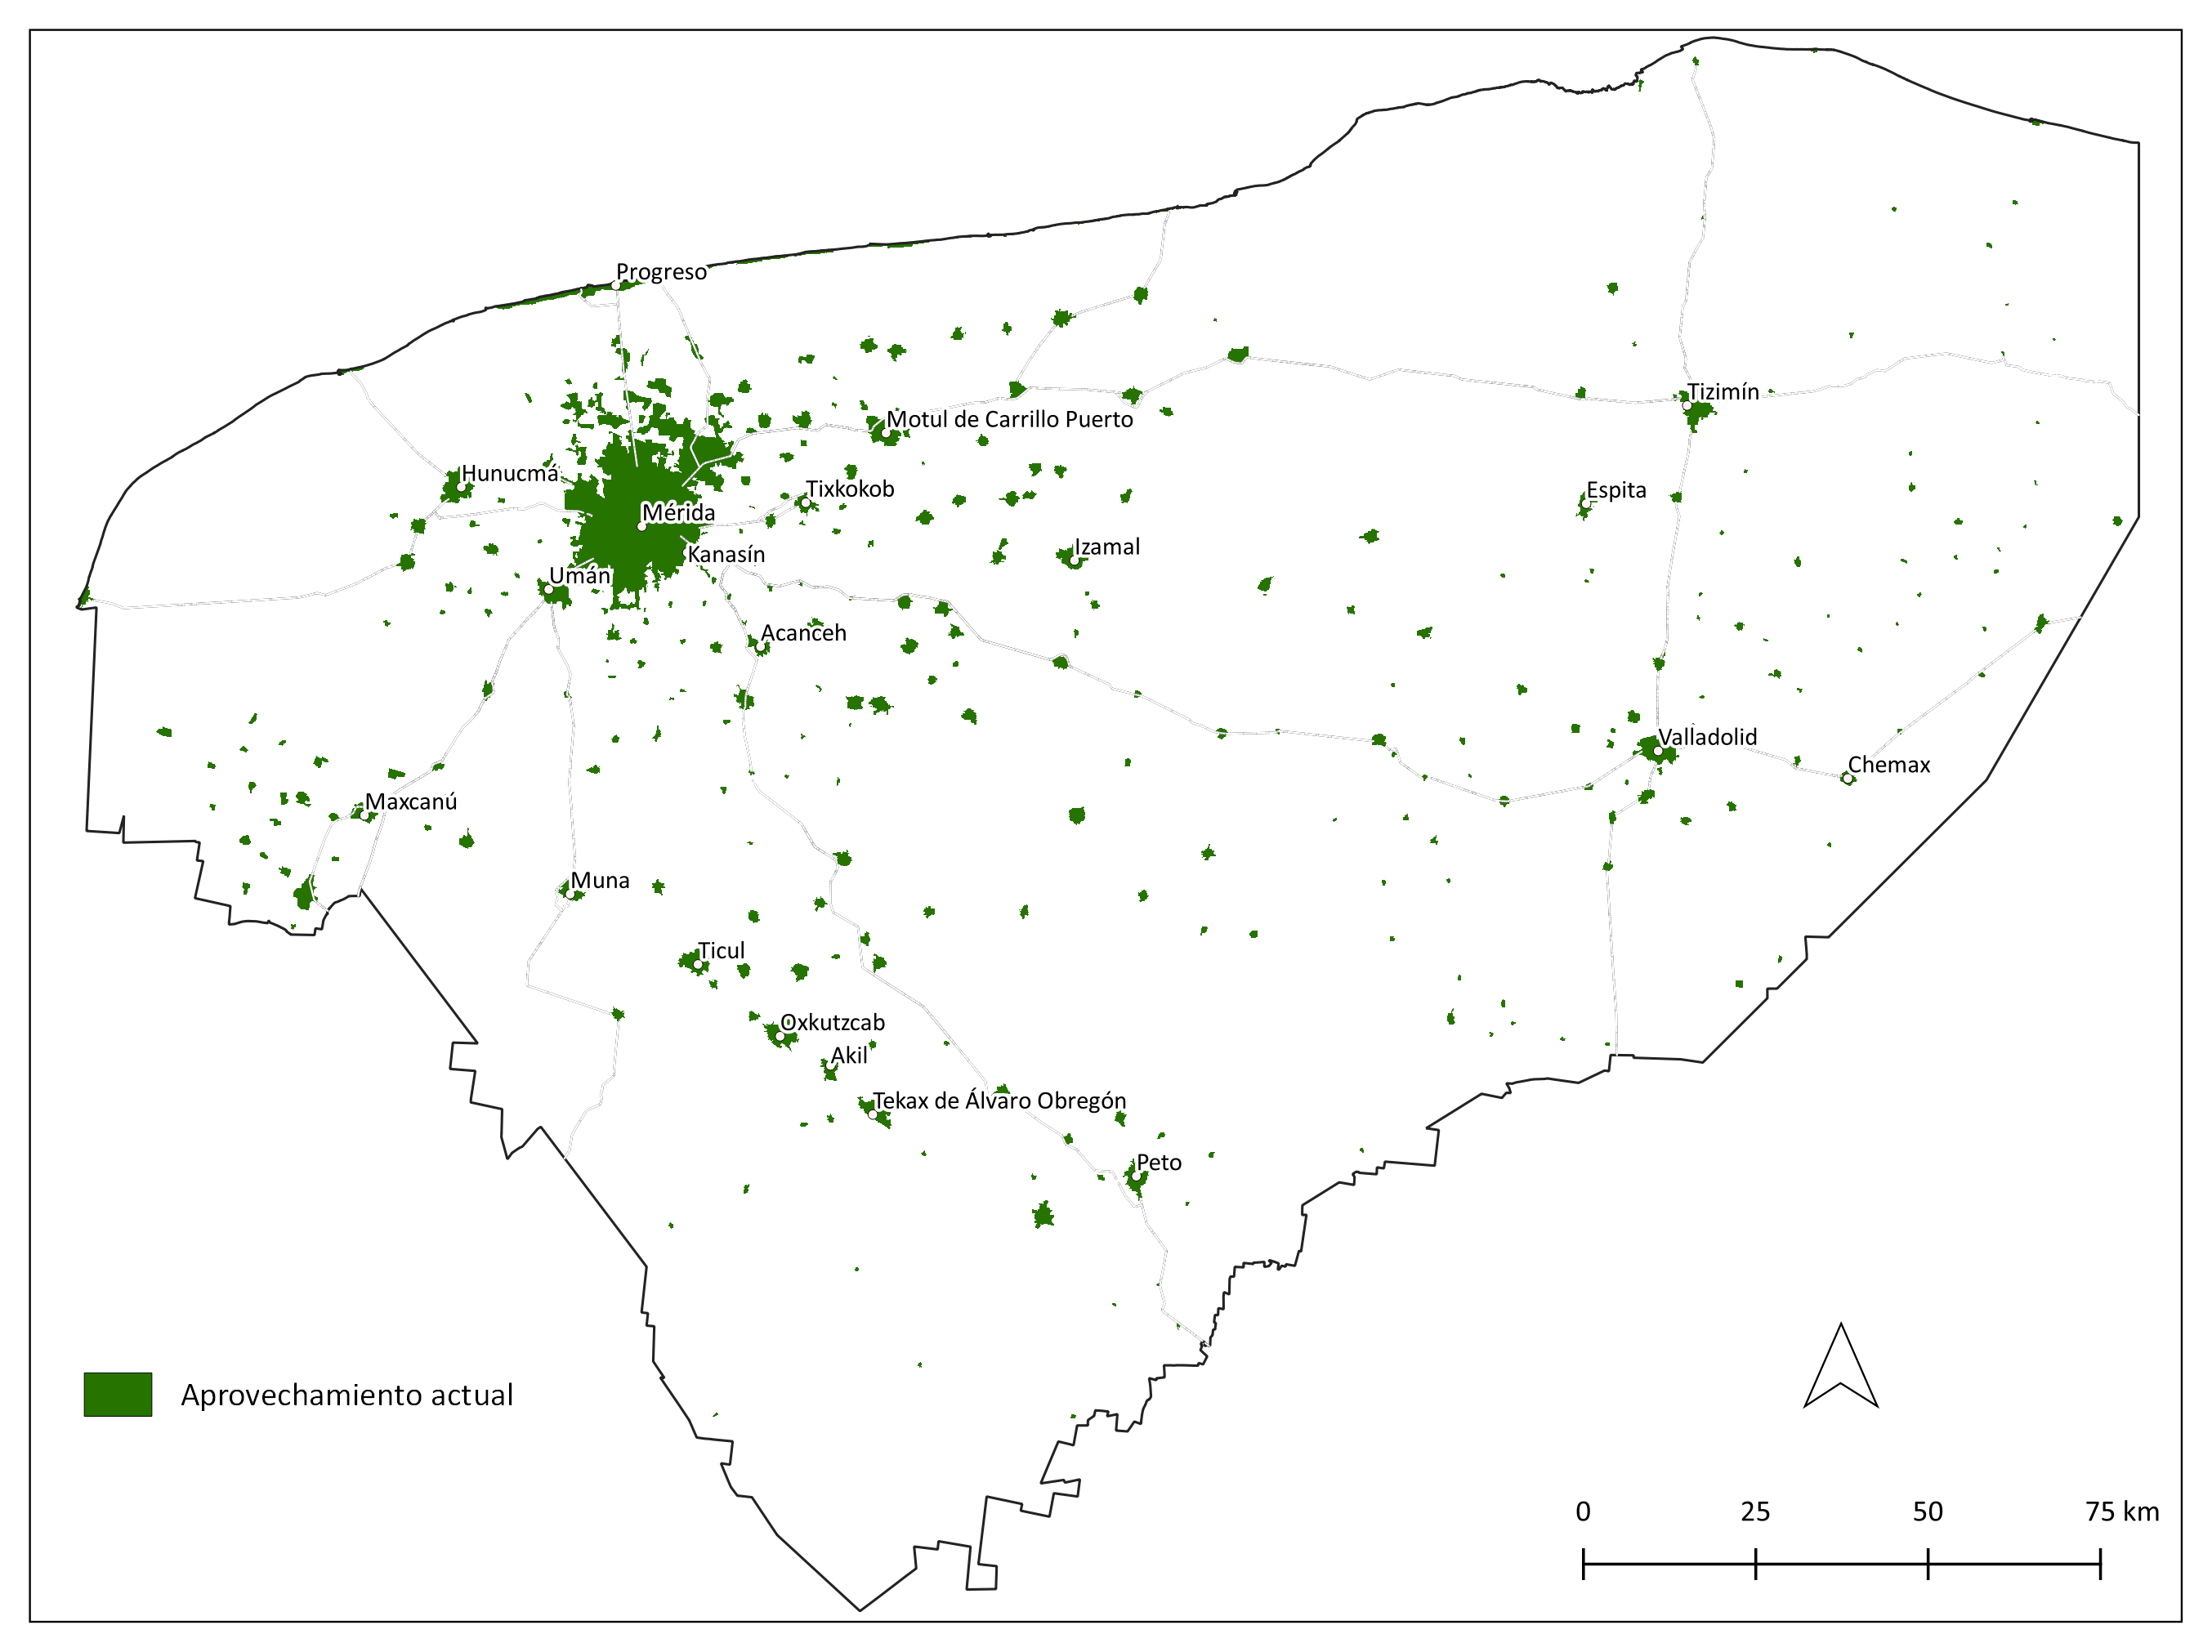 Progreso
Tizimín
Motul de Carrillo Puerto
Hunucmá
Tixkokob
Espita
Mérida
Izamal
Kanasín
Umán
Acanceh
Valladolid
Chemax
Maxcanú
Muna
Ticul
Oxkutzcab
Akil
Tekax de Álvaro Obregón
Peto
Aprovechamiento actual
0 25 50 75 km